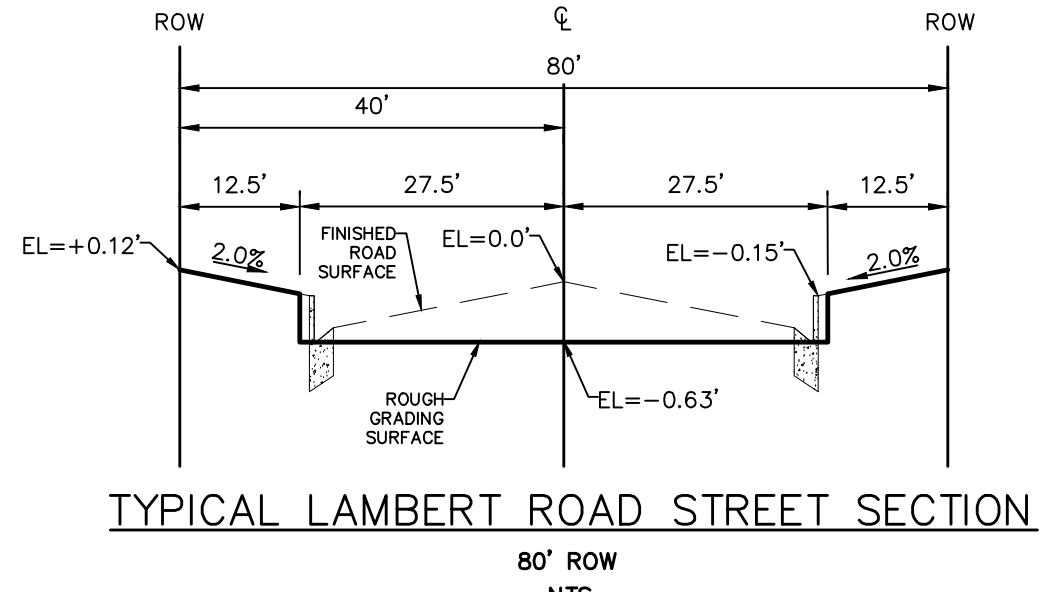 ROW
℄
ROW
80'
40'
12.5'
27.5'
27.5'
12.5'
EL=+0.12'
2.0%
FINISHED
ROAD
SURFACE
EL=0.0'
EL=-0.15'
2.0%
ROUGH
GRADING
SURFACE
EL=-0.63'
TYPICAL LAMBERT ROAD STREET SECTION
80' ROW
NTS